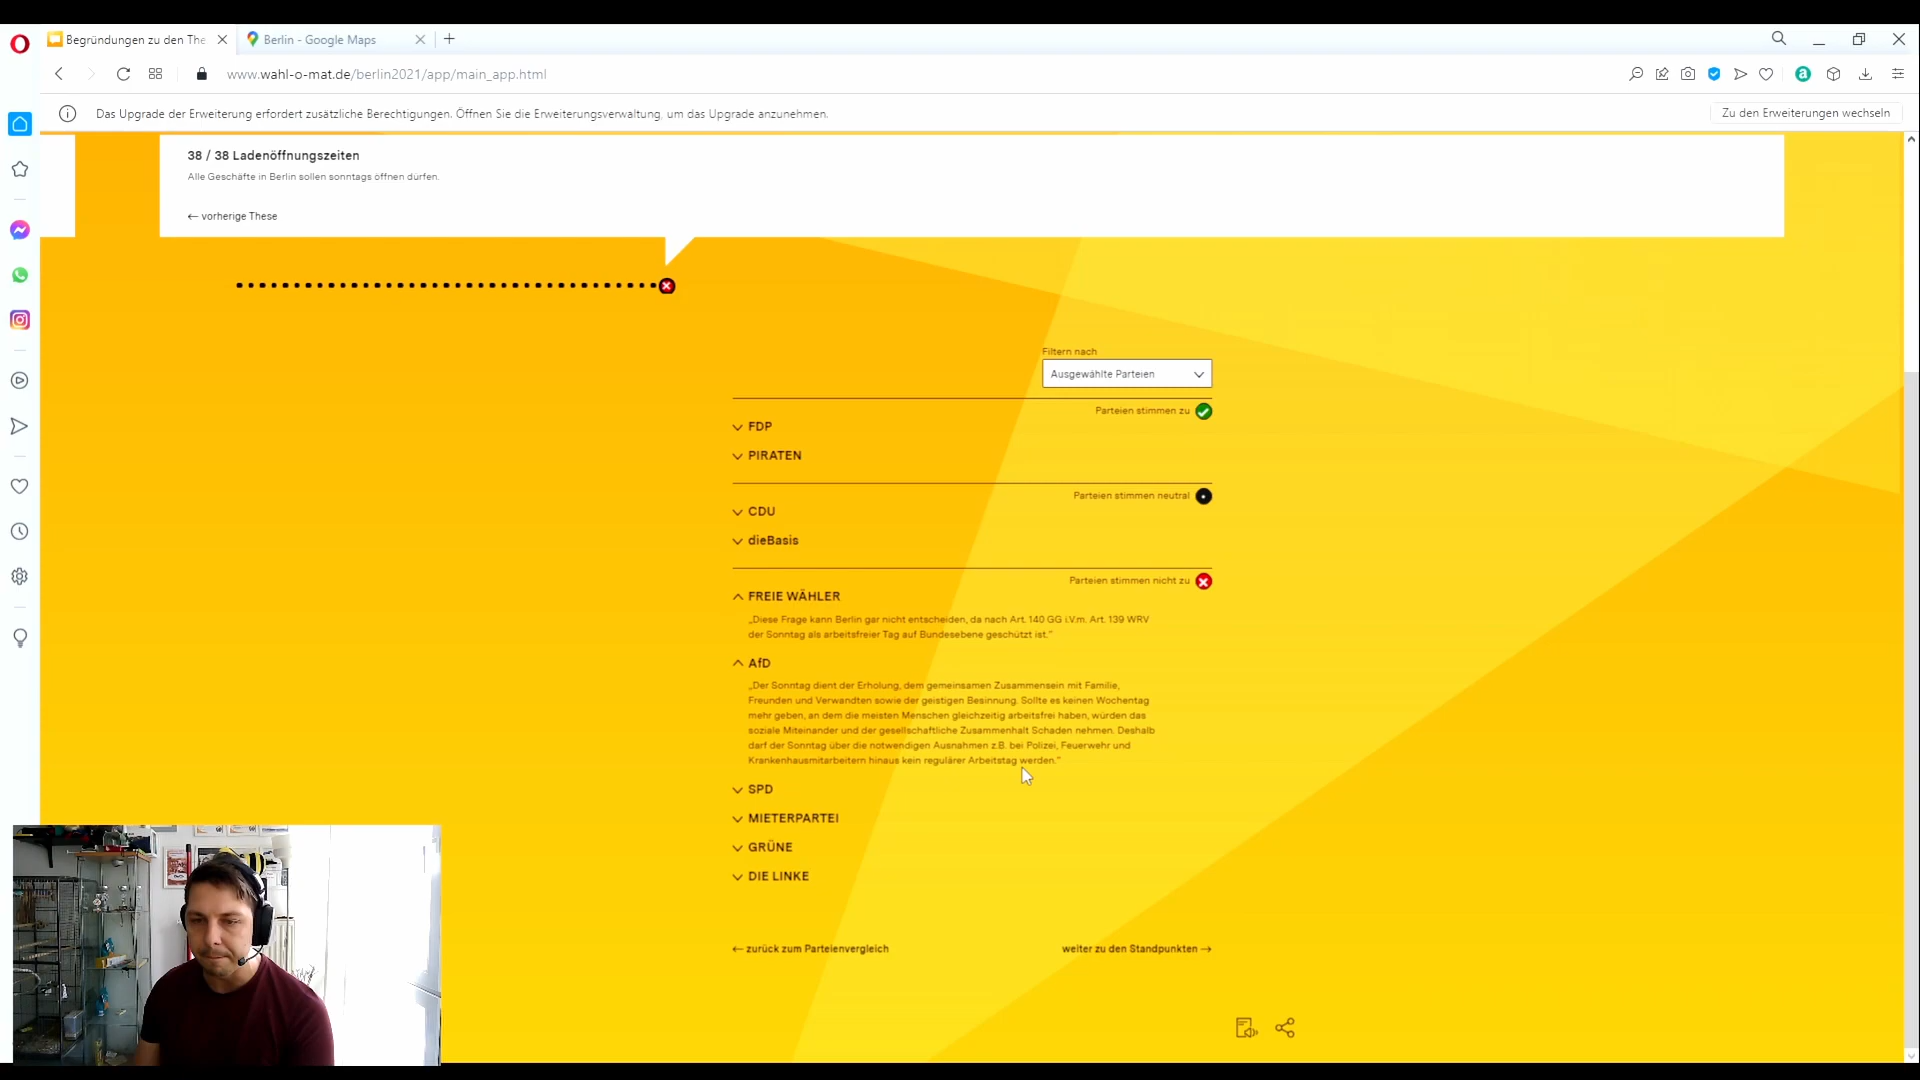 Begründungen zu den The
Berlin - Google Maps
www.wahl-o-mat.de/berlin2021/app/main_app.html
Das Upgrade der Erweiterung erfordert zusätzliche Berechtigungen. Öffnen Sie die Erweiterungsverwaltung, um das Upgrade anzunehmen.
Zu den Erweiterungen wechseln
38 / 38 Ladenöffnungszeiten
Alle Geschäfte in Berlin sollen sonntags öffnen dürfen.
← vorherige These
Filtern nach
Ausgewählte Parteien
Parteien stimmen zu
FDP
PIRATEN
Parteien stimmen neutral
CDU
dieBasis
Parteien stimmen nicht zu
FREIE WÄHLER
„Diese Frage kann Berlin gar nicht entscheiden, da nach Art. 140 GG i.V.m. Art. 139 WRV
der Sonntag als arbeitsfreier Tag auf Bundesebene geschützt ist."
AfD
„Der Sonntag dient der Erholung, dem gemeinsamen Zusammensein mit Familie,
Freunden und Verwandten sowie der geistigen Besinnung. Sollte es keinen Wochentag
mehr geben, an dem die meisten Menschen gleichzeitig arbeitsfrei haben, würden das
soziale Miteinander und der gesellschaftliche Zusammenhalt Schaden nehmen. Deshalb
darf der Sonntag über die notwendigen Ausnahmen z.B. bei Polizei, Feuerwehr und
Krankenhausmitarbeitern hinaus kein regulärer Arbeitstag werden."
SPD
MIETERPARTEI
GRÜNE
DIE LINKE
← zurück zum Parteienvergleich
weiter zu den Standpunkten →